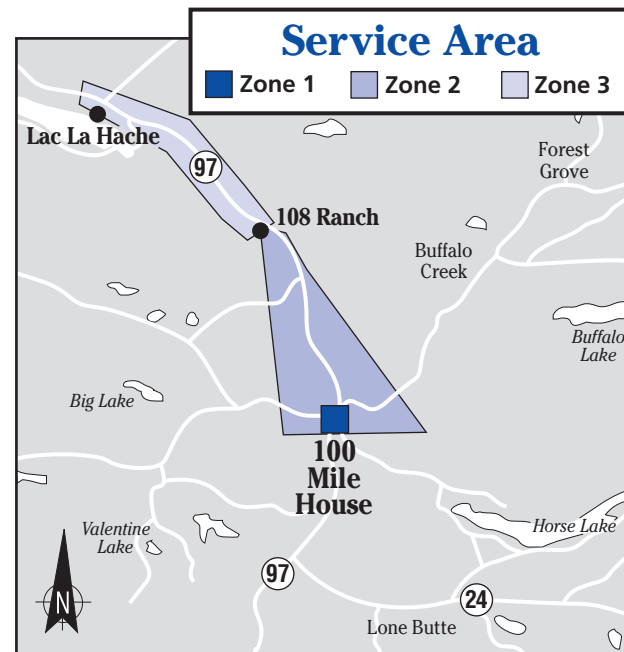 Service Area
Zone 1 Zone 2 Zone 3
Lac La Hache
97
Forest
Grove
108 Ranch
Buffalo
Creek
Buffalo
Lake
Big Lake
100
Mile
House
Valentine
Lake
Horse Lake
97
24
N
Lone Butte